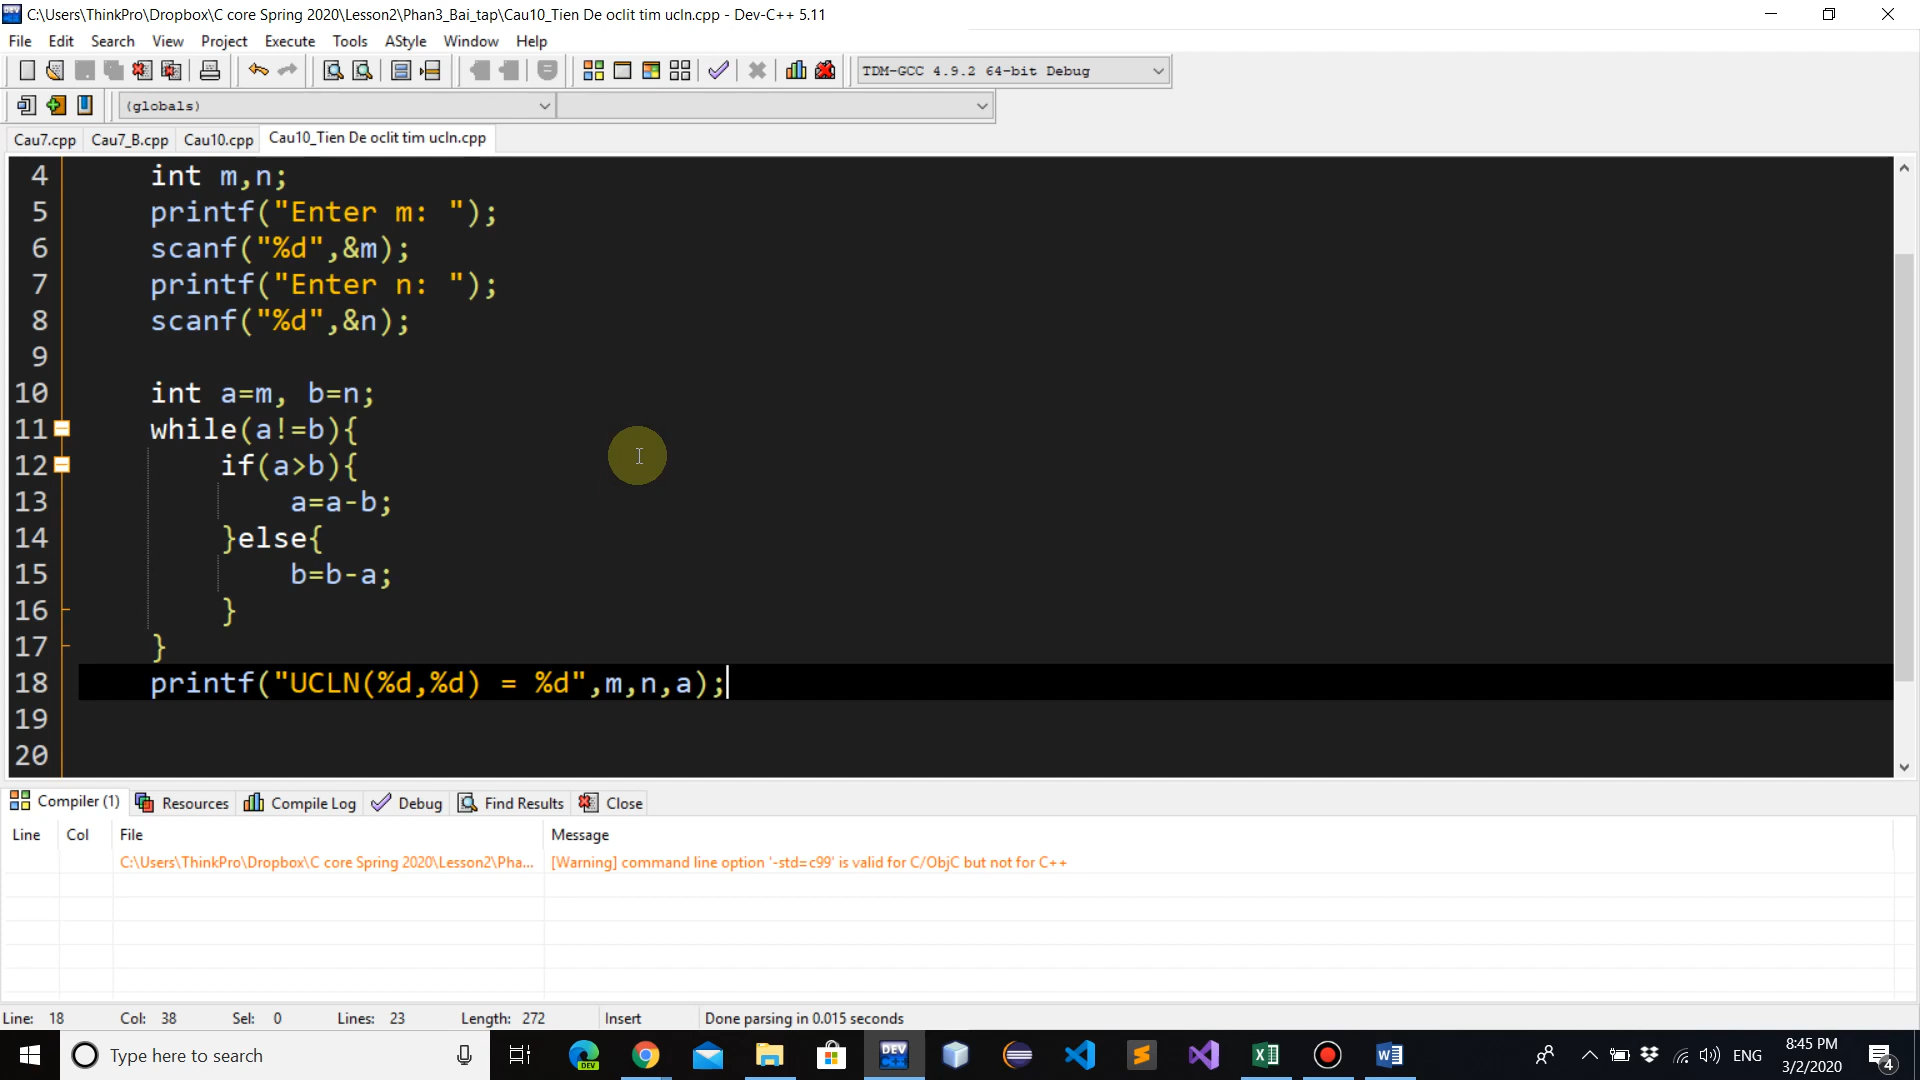 C:\Users\ThinkPro\Dropbox\C core Spring 2020\Lesson2\Phan3_Bai_tap\Cau10_Tien De oclit tim ucln.cpp - Dev-C++ 5.11
File Edit Search View Project Execute Tools AStyle Window Help
TDM-GCC 4.9.2 64-bit Debug
(globals)
Cau7.cpp Cau7_B.cpp Cau10.cpp Cau10_Tien De oclit tim ucln.cpp
4 int m,n;
5 printf("Enter m: ");
6 scanf("%d",&m);
7 printf("Enter n: ");
8 scanf("%d",&n);
9
10 int a=m, b=n;
11 while(a!=b){
12 if(a>b){
13 a=a-b;
14 }else{
15 b=b-a;
16 }
17 }
18 printf("UCLN(%d,%d) = %d",m,n,a);
19
20
Compiler (1) Resources Compile Log Debug Find Results Close
Line Col File Message
C:\Users\ThinkPro\Dropbox\C core Spring 2020\Lesson2\Pha... [Warning] command line option '-std=c99' is valid for C/ObjC but not for C++
Line: 18 Col: 38 Sel: 0 Lines: 23 Length: 272 Insert Done parsing in 0.015 seconds
Type here to search DEV DEV ENG 8:45 PM
3/2/2020 4